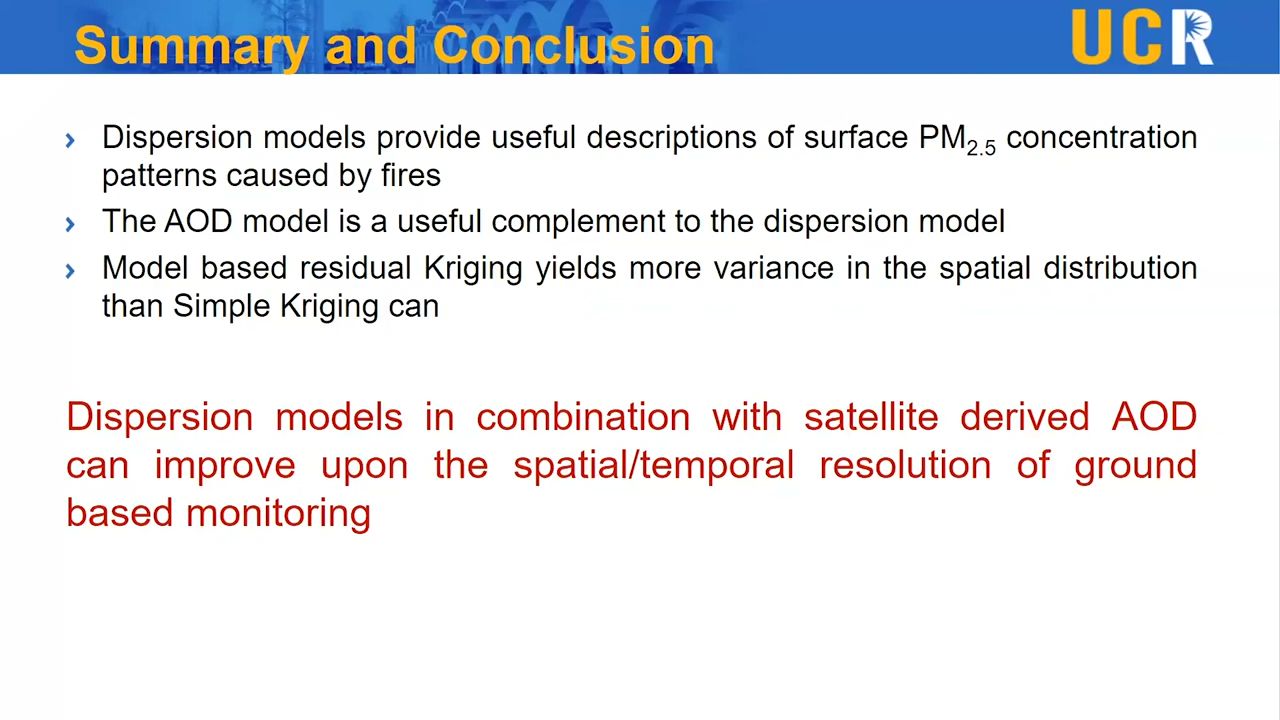 Summary and Conclusion
UCR
› Dispersion models provide useful descriptions of surface PM2.5 concentration
patterns caused by fires
› The AOD model is a useful complement to the dispersion model
› Model based residual Kriging yields more variance in the spatial distribution
than Simple Kriging can
Dispersion models in combination with satellite derived AOD
can improve upon the spatial/temporal resolution of ground
based monitoring